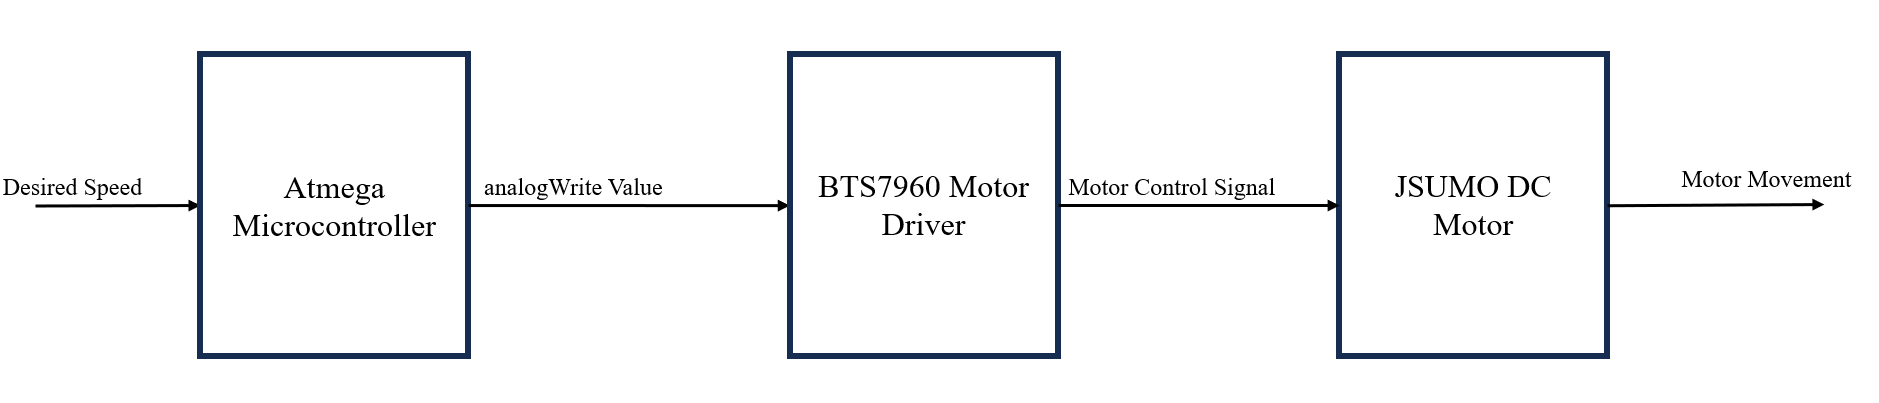 Desired Speed
Atmega
Microcontroller
analogWrite Value
BTS7960 Motor
Driver
Motor Control Signal
JSUMO DC
Motor
Motor Movement